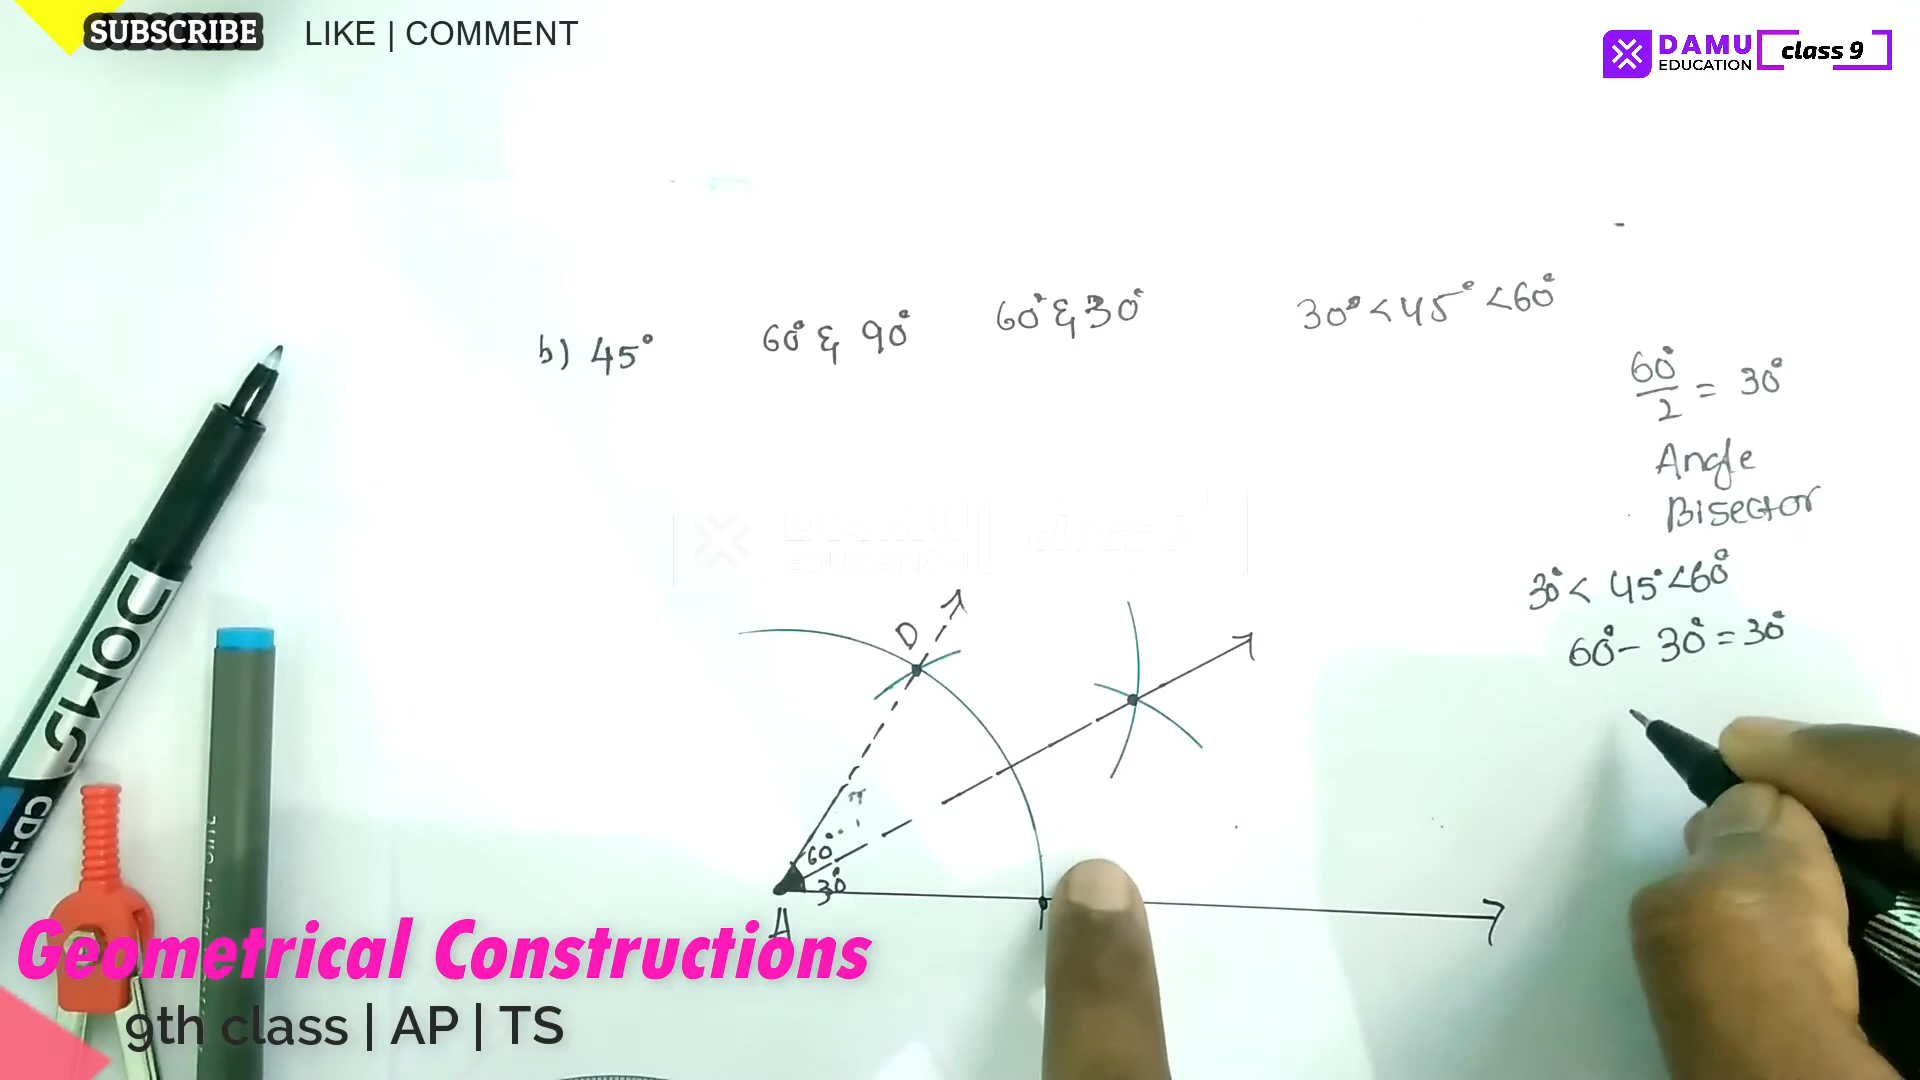 SUBSCRIBE LIKE | COMMENT
DAMU
EDUCATION
class 9
b) 45° 60° & 90° 60° & 30° 30° < 45° < 60°
60°/2 = 30°
Angle
Bisector
30° < 45° < 60°
60° - 30° = 30°
D
60°
30
A
DOMS
CD-D
Geometrical Constructions
9th class | AP | TS